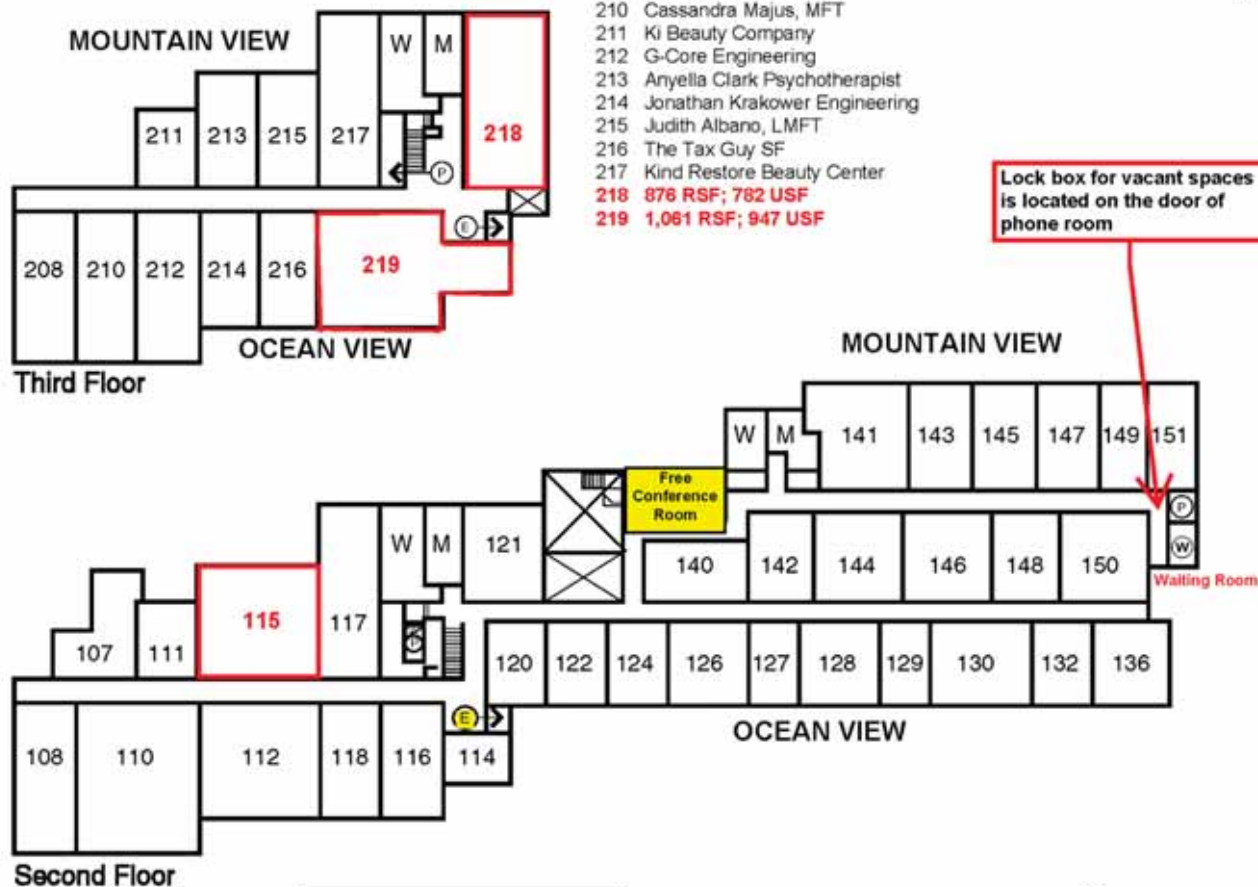 MOUNTAIN VIEW
W
M
211
213
215
217
218
P
E
208
210
212
214
216
219
OCEAN VIEW
Third Floor
210 Cassandra Majus, MFT
211 Ki Beauty Company
212 G-Core Engineering
213 Anyella Clark Psychotherapist
214 Jonathan Krakower Engineering
215 Judith Albano, LMFT
216 The Tax Guy SF
217 Kind Restore Beauty Center
218 876 RSF; 782 USF
219 1,061 RSF; 947 USF
Lock box for vacant spaces
is located on the door of
phone room
MOUNTAIN VIEW
W
M
141
143
145
147
149
151
Free
Conference
Room
P
W
Waiting Room
140
142
144
146
148
150
W
M
121
107
111
115
117
P
120
122
124
126
127
128
129
130
132
136
E
OCEAN VIEW
108
110
112
118
116
114
Second Floor